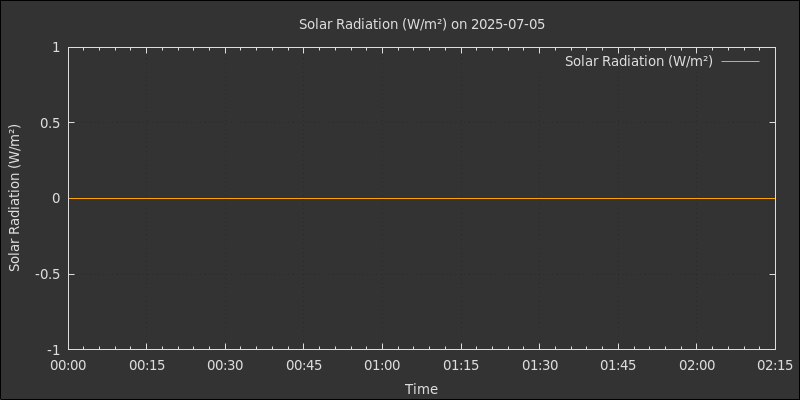 Solar Radiation (W/m²) on 2025-07-05
Solar Radiation (W/m²)
1
0.5
0
-0.5
-1
Solar Radiation (W/m²)
00:00 00:15 00:30 00:45 01:00 01:15 01:30 01:45 02:00 02:15
Time